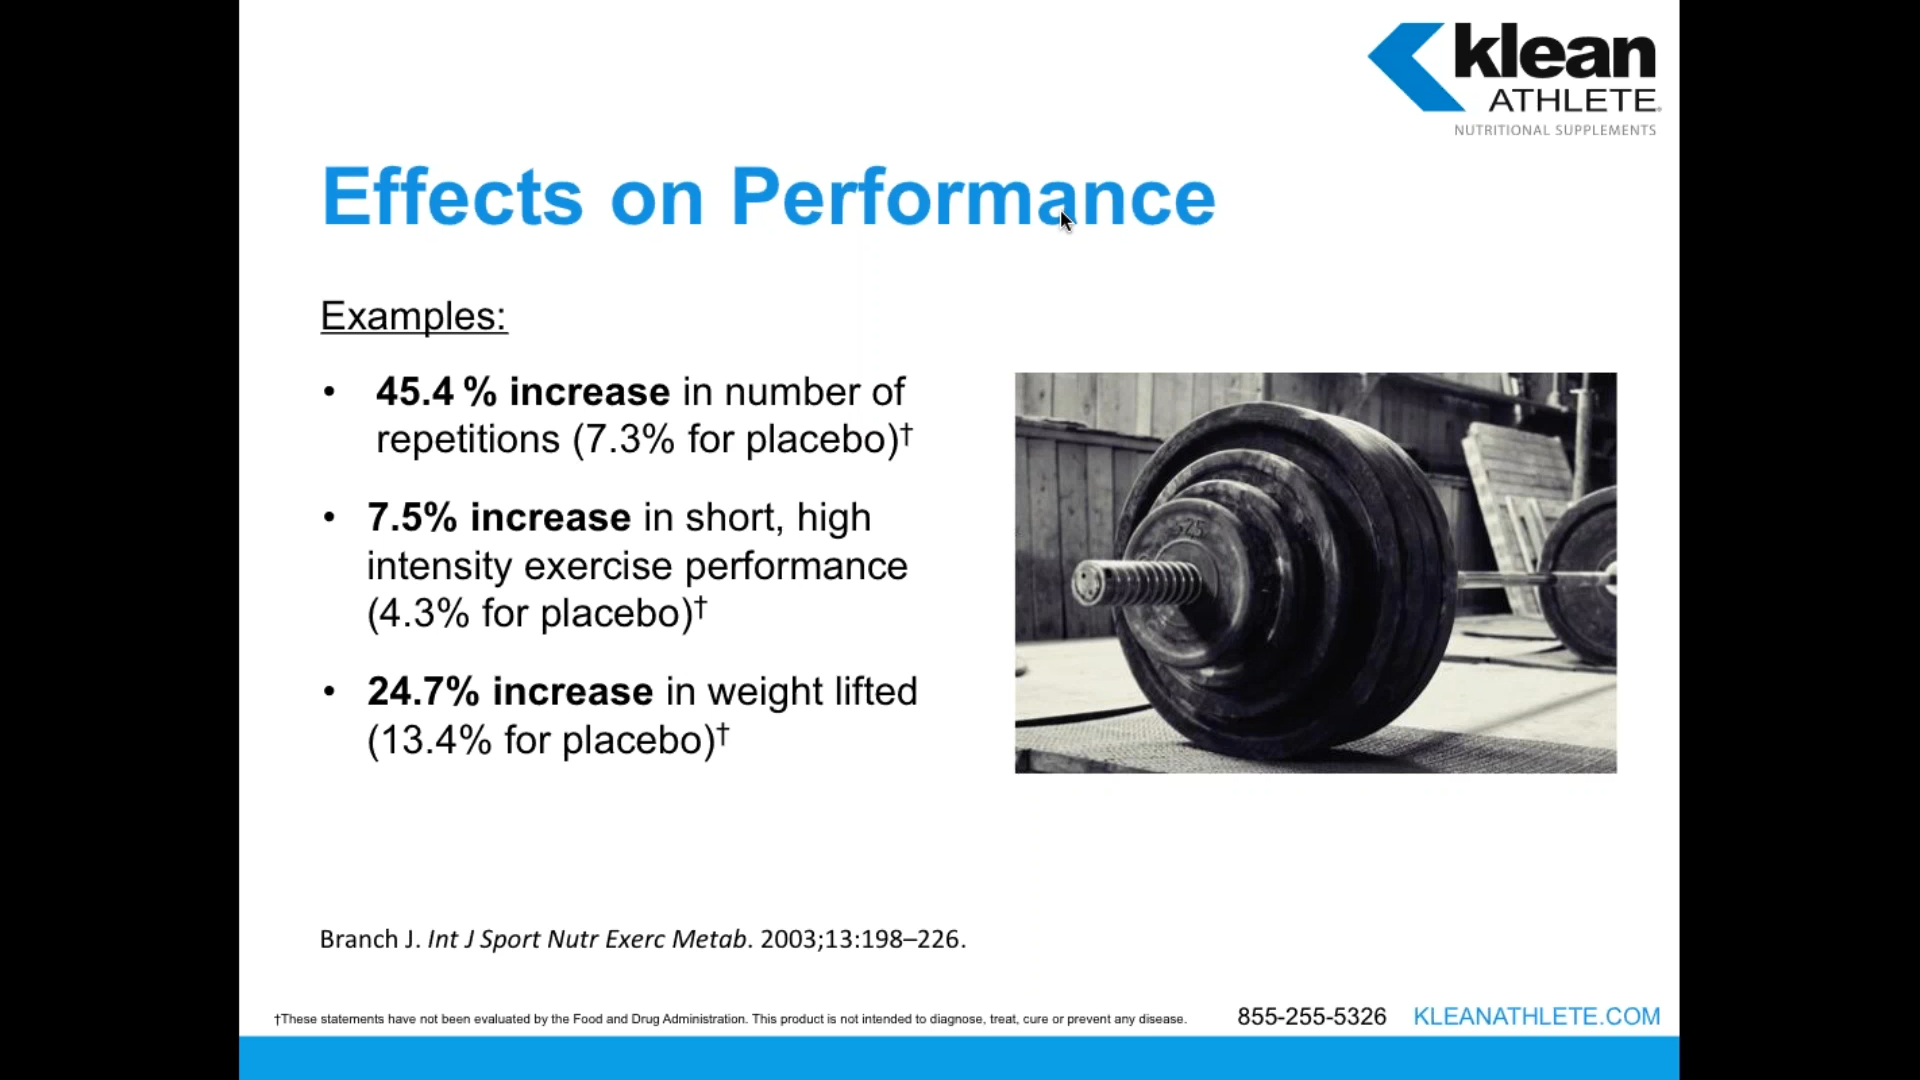 klean
ATHLETE®
NUTRITIONAL SUPPLEMENTS
Effects on Performance
Examples:
• 45.4 % increase in number of
repetitions (7.3% for placebo)†
• 7.5% increase in short, high
intensity exercise performance
(4.3% for placebo)†
• 24.7% increase in weight lifted
(13.4% for placebo)†
25
Branch J. Int J Sport Nutr Exerc Metab. 2003;13:198–226.
†These statements have not been evaluated by the Food and Drug Administration. This product is not intended to diagnose, treat, cure or prevent any disease.
855-255-5326 KLEANATHLETE.COM